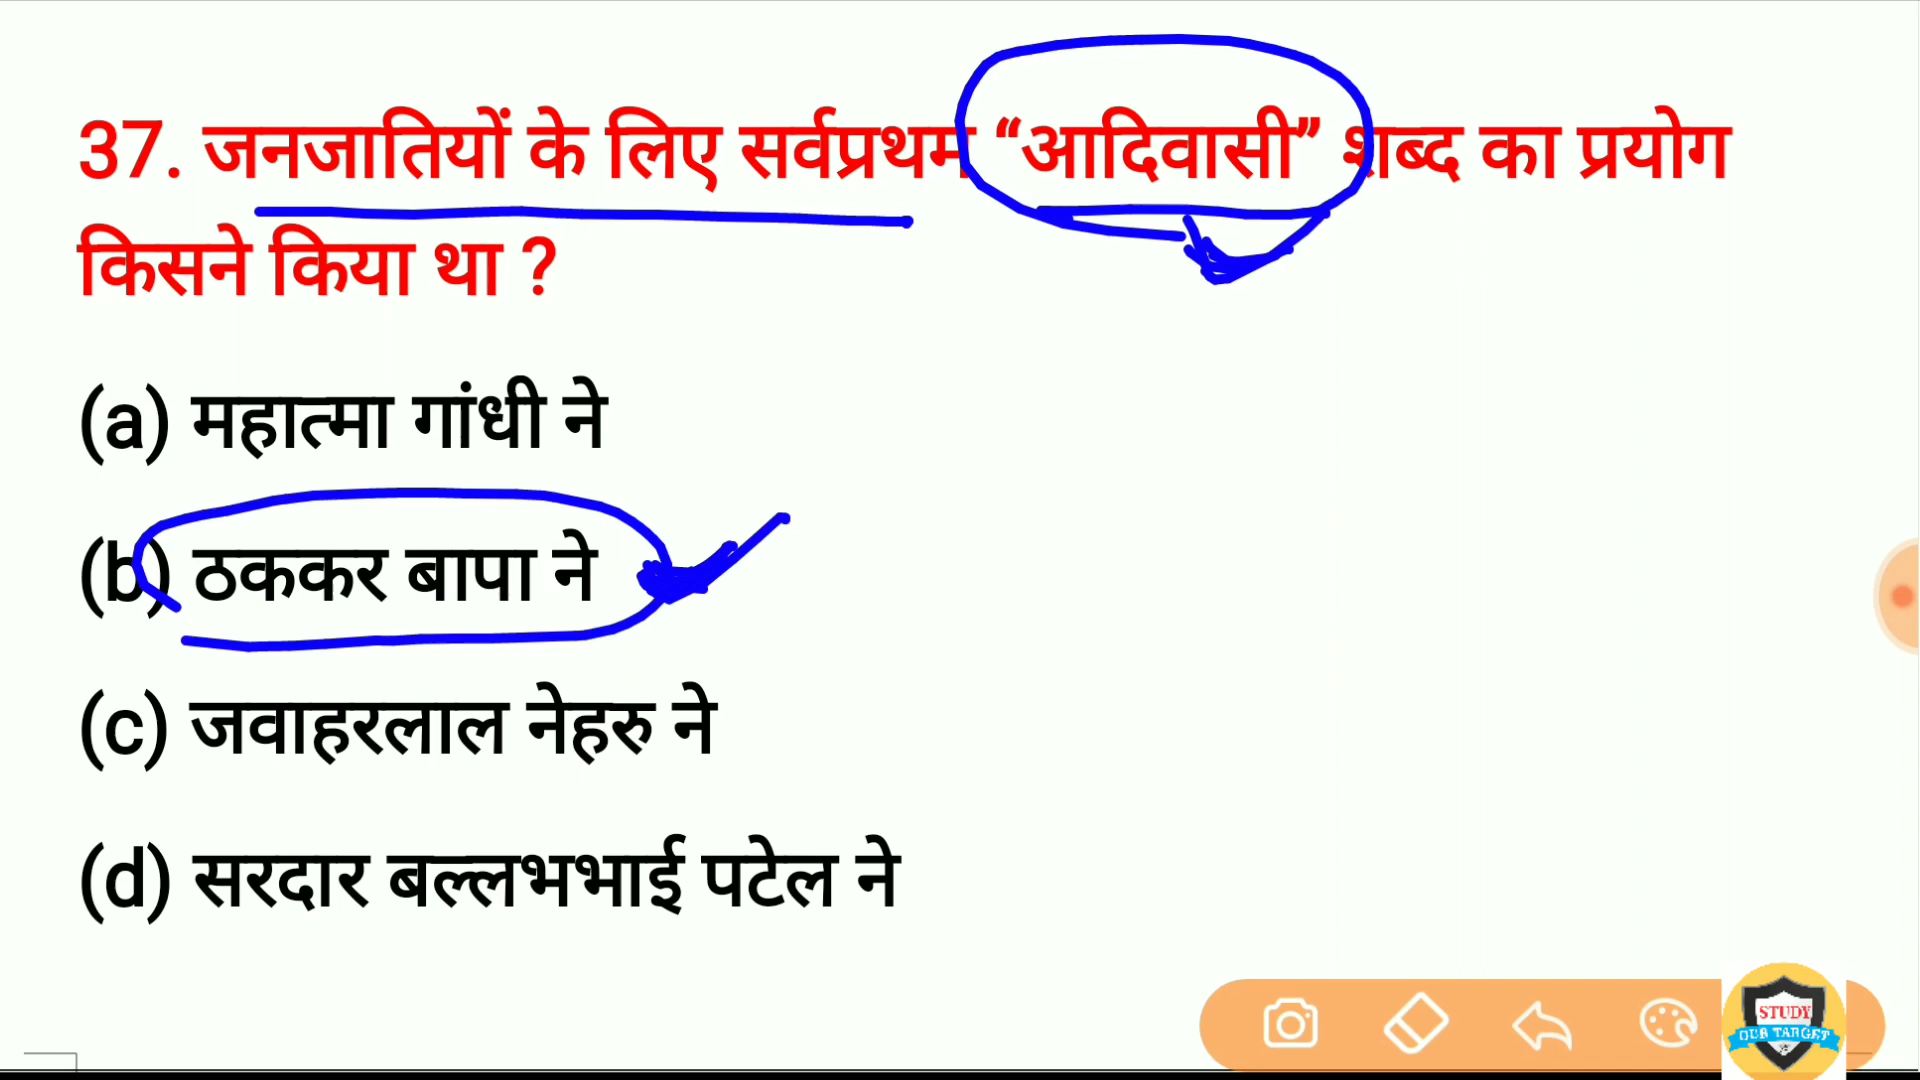 37. जनजातियों के लिए सर्वप्रथम “आदिवासी” शब्द का प्रयोग
किसने किया था ?
(a) महात्मा गांधी ने
(b) ठककर बापा ने
(c) जवाहरलाल नेहरु ने
(d) सरदार बल्लभभाई पटेल ने
STUDY
OUR TARGET